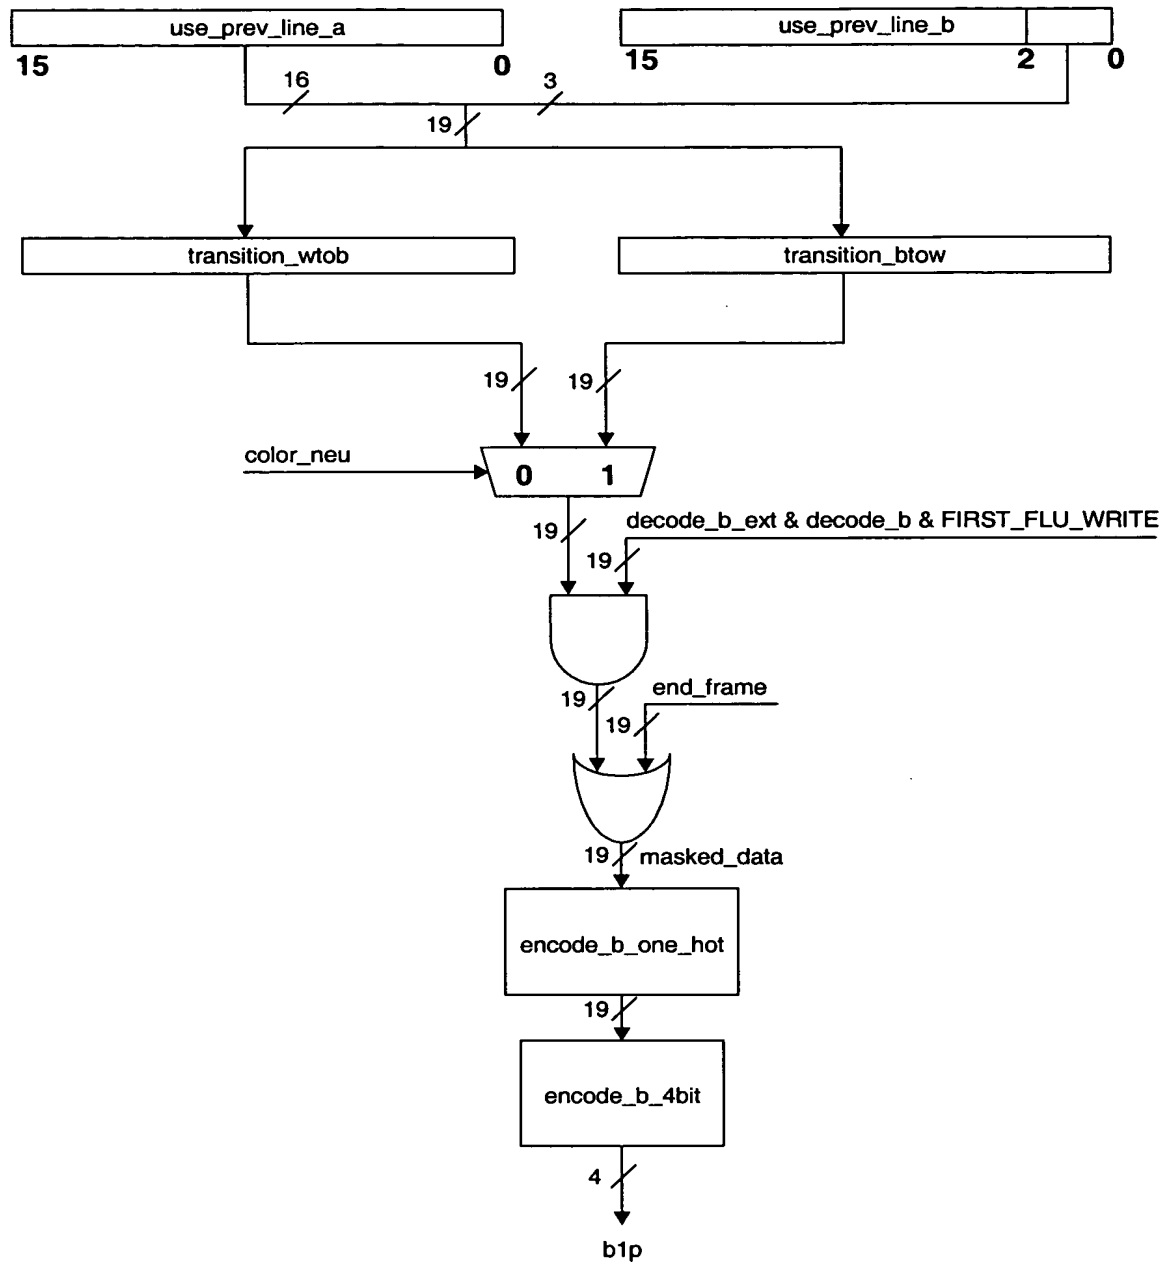 use_prev_line_a
use_prev_line_b
15
0
15
2
0
16
3
19
transition_wtob
transition_btow
19
19
color_neu
0
1
19
decode_b_ext & decode_b & FIRST_FLU_WRITE
19
19
end_frame
19
19
masked_data
encode_b_one_hot
19
encode_b_4bit
4
b1p